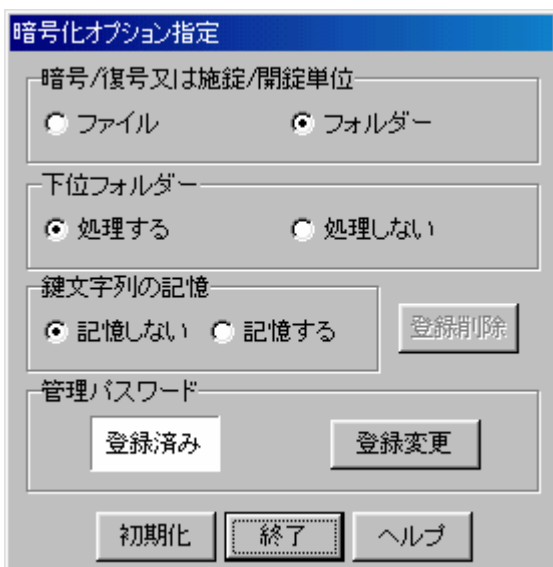 暗号化オプション指定
暗号/復号又は施錠/開錠単位
ファイル フォルダー
下位フォルダー
処理する 処理しない
鍵文字列の記憶
記憶しない 記憶する 登録削除
管理パスワード
登録済み 登録変更
初期化 終了 ヘルプ